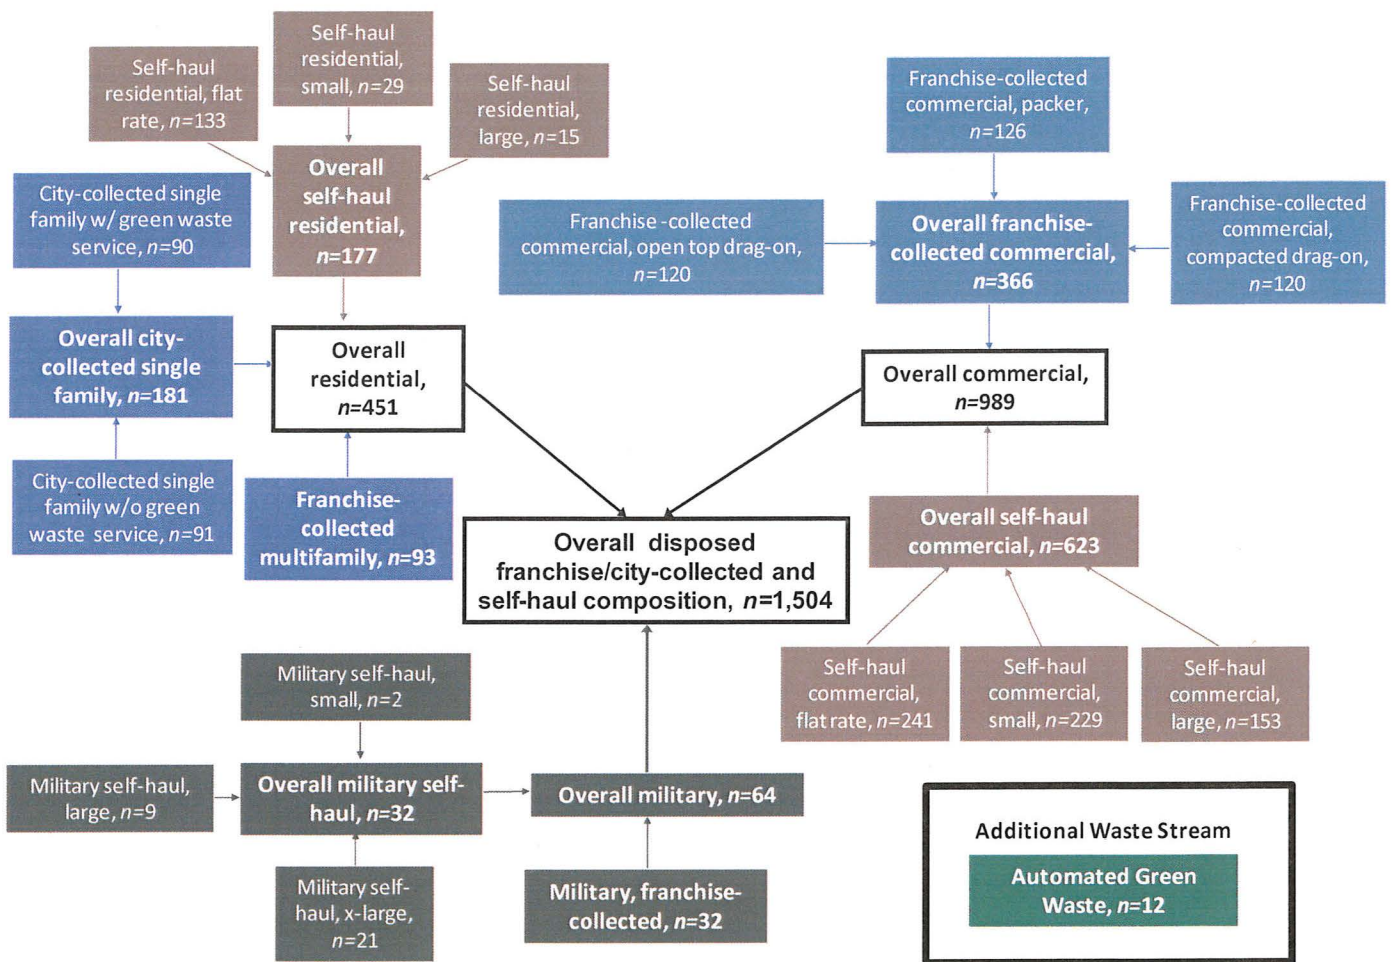 Self-haul
residential, flat
rate, n=133
Self-haul
residential,
small, n=29
Self-haul
residential,
large, n=15
Overall
self-haul
residential,
n=177
City-collected single
family w/ green waste
service, n=90
Overall city-
collected single
family, n=181
City-collected single
family w/o green
waste service, n=91
Overall
residential,
n=451
Franchise-
collected
multifamily, n=93
Franchise-collected
commercial, packer,
n=126
Franchise-collected
commercial, open top drag-on,
n=120
Overall franchise-
collected commercial,
n=366
Franchise-collected
commercial,
compacted drag-on,
n=120
Overall commercial,
n=989
Overall self-haul
commercial, n=623
Self-haul
commercial,
flat rate, n=241
Self-haul
commercial,
small, n=229
Self-haul
commercial,
large, n=153
Overall disposed
franchise/city-collected and
self-haul composition, n=1,504
Military self-haul,
small, n=2
Military self-haul,
large, n=9
Overall military self-
haul, n=32
Military self-
haul, x-large,
n=21
Overall military, n=64
Military, franchise-
collected, n=32
Additional Waste Stream
Automated Green
Waste, n=12